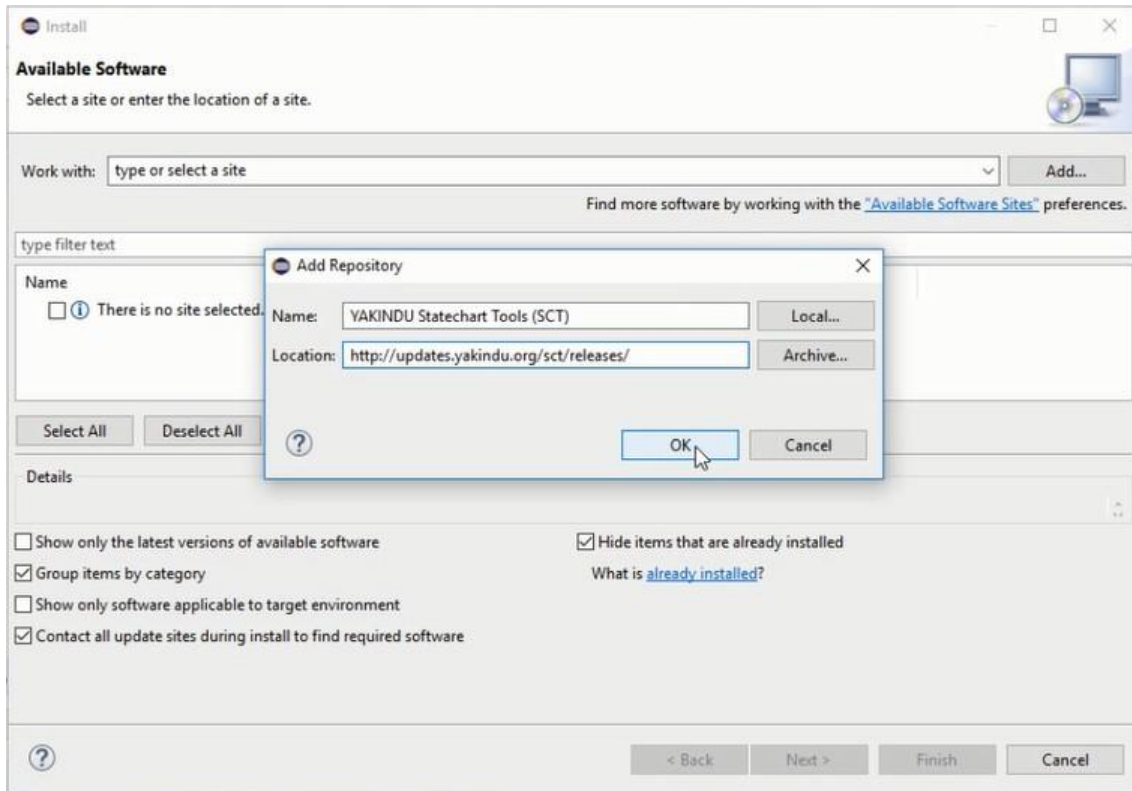 Install
Available Software
Select a site or enter the location of a site.
Work with: type or select a site Add...
Find more software by working with the "Available Software Sites" preferences.
type filter text
Name
There is no site selected.
Add Repository
Name: YAKINDU Statechart Tools (SCT) Local...
Location: http://updates.yakindu.org/sct/releases/ Archive...
OK Cancel
Select All Deselect All
Details
Show only the latest versions of available software Hide items that are already installed
Group items by category What is already installed?
Show only software applicable to target environment
Contact all update sites during install to find required software
< Back Next > Finish Cancel